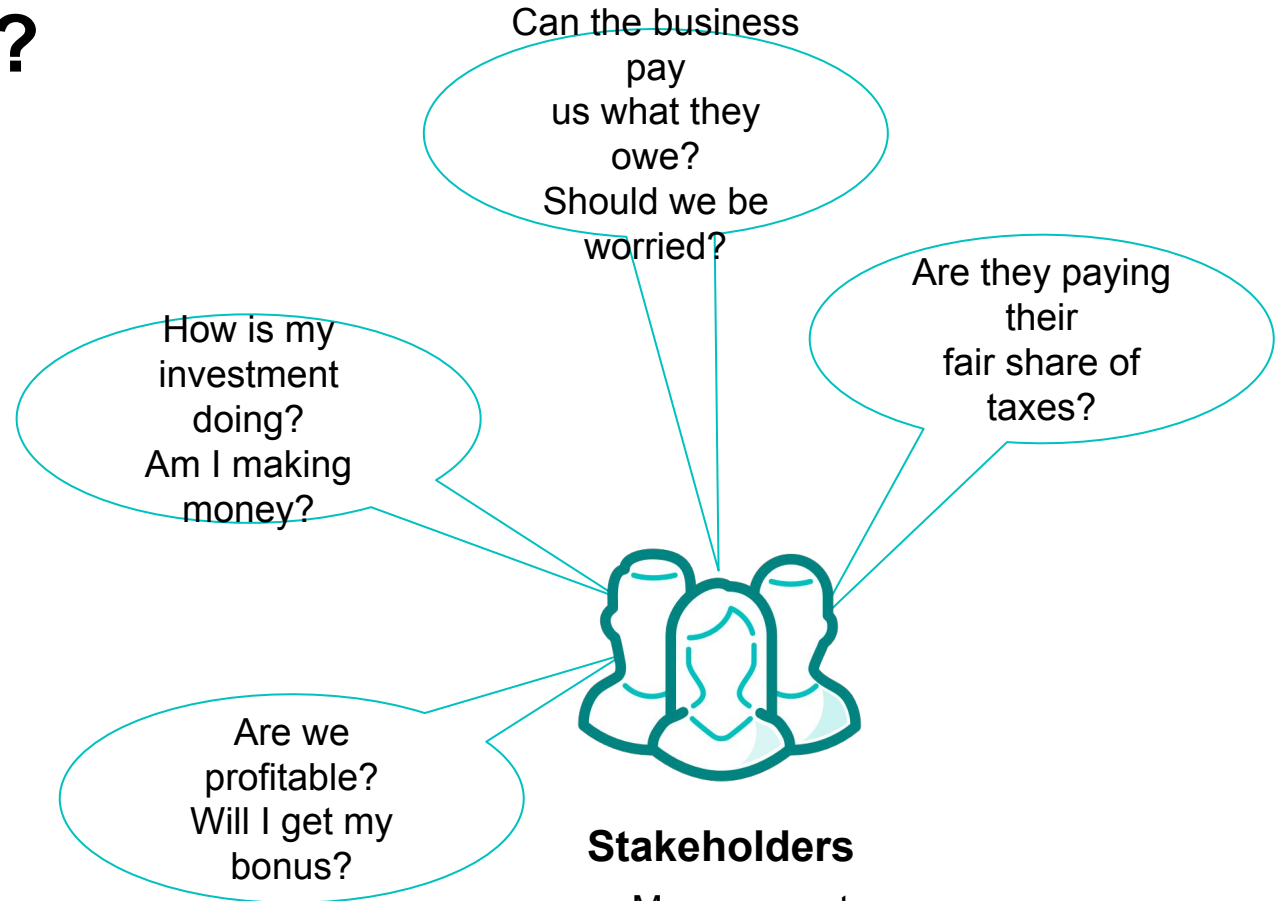 ?
Can the business
pay
us what they
owe?
Should we be
worried?
Are they paying
their
fair share of
taxes?
How is my
investment
doing?
Am I making
money?
Are we
profitable?
Will I get my
bonus?
Stakeholders